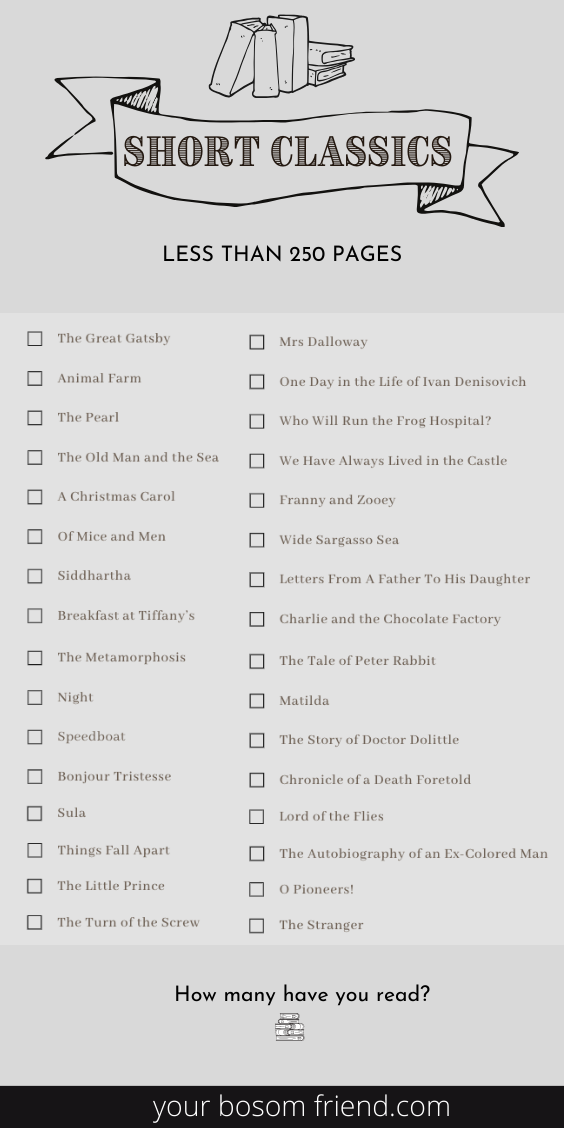 SHORT CLASSICS
LESS THAN 250 PAGES
The Great Gatsby
Animal Farm
The Pearl
The Old Man and the Sea
A Christmas Carol
Of Mice and Men
Siddhartha
Breakfast at Tiffany's
The Metamorphosis
Night
Speedboat
Bonjour Tristesse
Sula
Things Fall Apart
The Little Prince
The Turn of the Screw
Mrs Dalloway
One Day in the Life of Ivan Denisovich
Who Will Run the Frog Hospital?
We Have Always Lived in the Castle
Franny and Zooey
Wide Sargasso Sea
Letters From A Father To His Daughter
Charlie and the Chocolate Factory
The Tale of Peter Rabbit
Matilda
The Story of Doctor Dolittle
Chronicle of a Death Foretold
Lord of the Flies
The Autobiography of an Ex-Colored Man
O Pioneers!
The Stranger
How many have you read?
your bosom friend.com